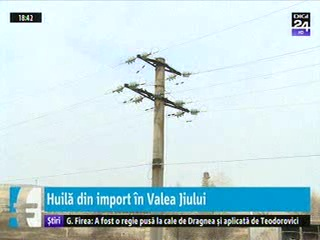 18:42
DIGI
24
HD
Huilă din import în Valea Jiului
Știri G. Firea: A fost o regie pusă la cale de Dragnea și aplicată de Teodorovici